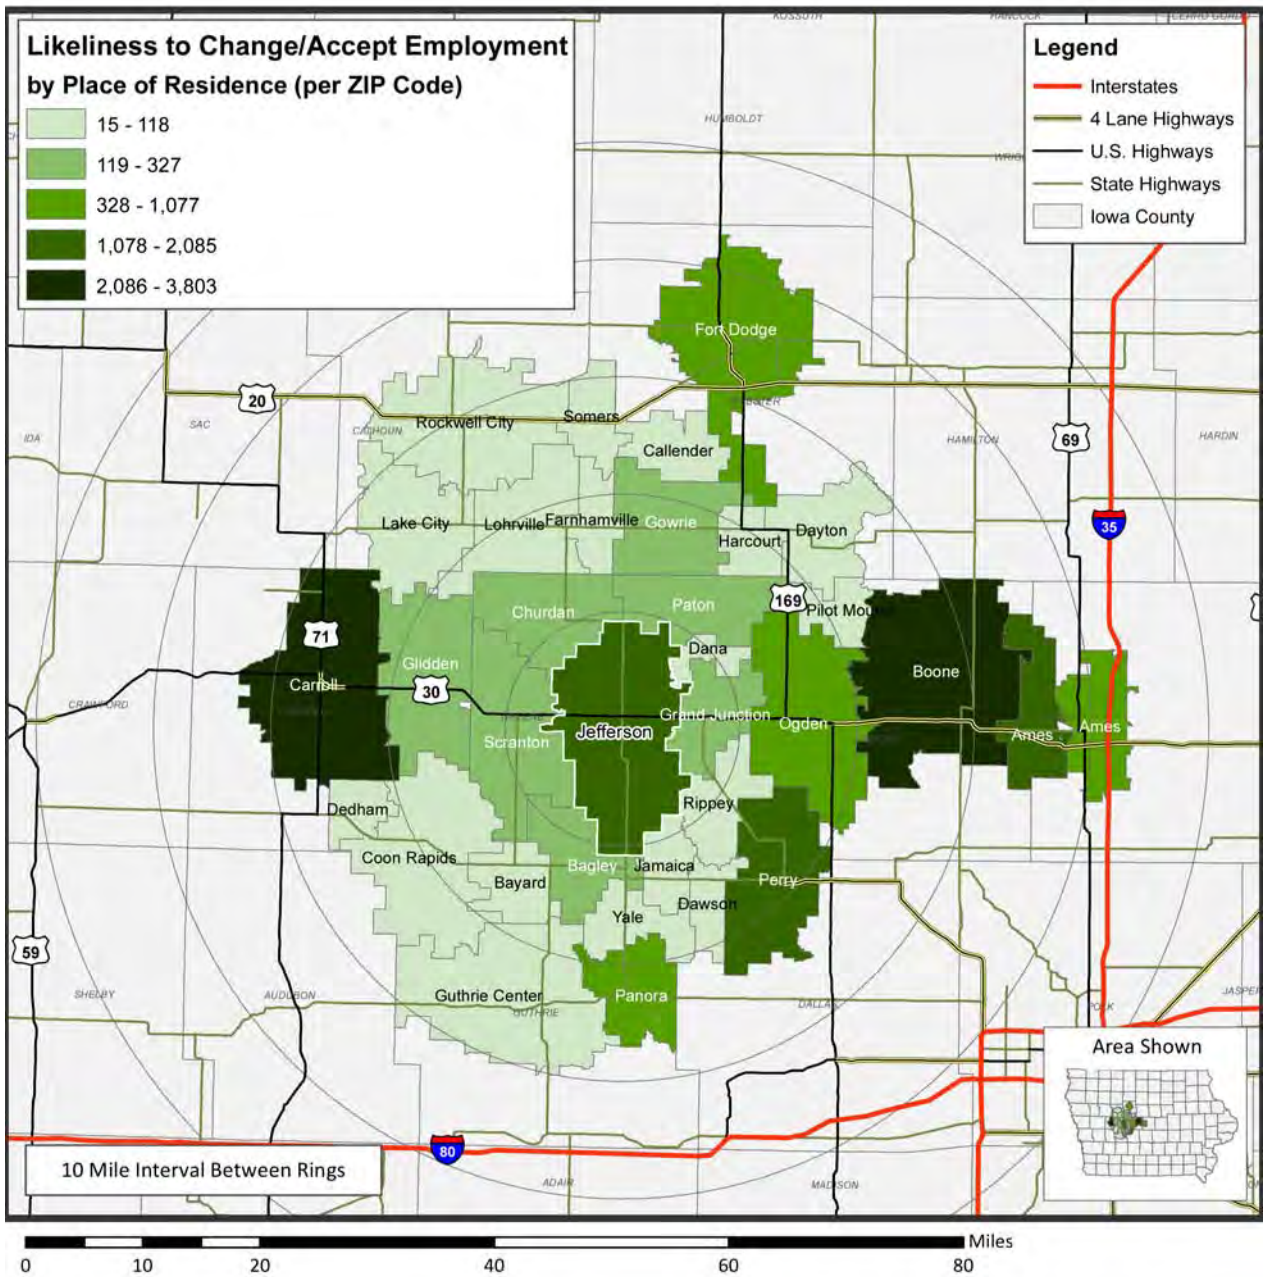 KOSSUTH
HANCOCK
CERRO GORDO
Likeliness to Change/Accept Employment
by Place of Residence (per ZIP Code)
15 - 118
119 - 327
328 - 1,077
1,078 - 2,085
2,086 - 3,803
Legend
Interstates
4 Lane Highways
U.S. Highways
State Highways
Iowa County
HUMBOLDT
Fort Dodge
20
SAC
CALHOUN
Rockwell City
Somers
IDA
Callender
HAMILTON
69
HARDIN
Lake City
Lohrville
Farnhamville
Gowrie
Harcourt
Dayton
35
Churdan
Paton
169
Pilot Mound
71
Glidden
Dana
Boone
Carroll
30
CRAWFORD
Scranton
Jefferson
Grand Junction
Ogden
Ames
Ames
Dedham
Rippey
Coon Rapids
Bagley
Jamaica
Bayard
Perry
Yale
Dawson
59
SHELBY
AUDUBON
Guthrie Center
GUTHRIE
Panora
DALLAS
POLK
JASPER
Area Shown
80
10 Mile Interval Between Rings
ADAIR
MADISON
Miles
0
10
20
40
60
80